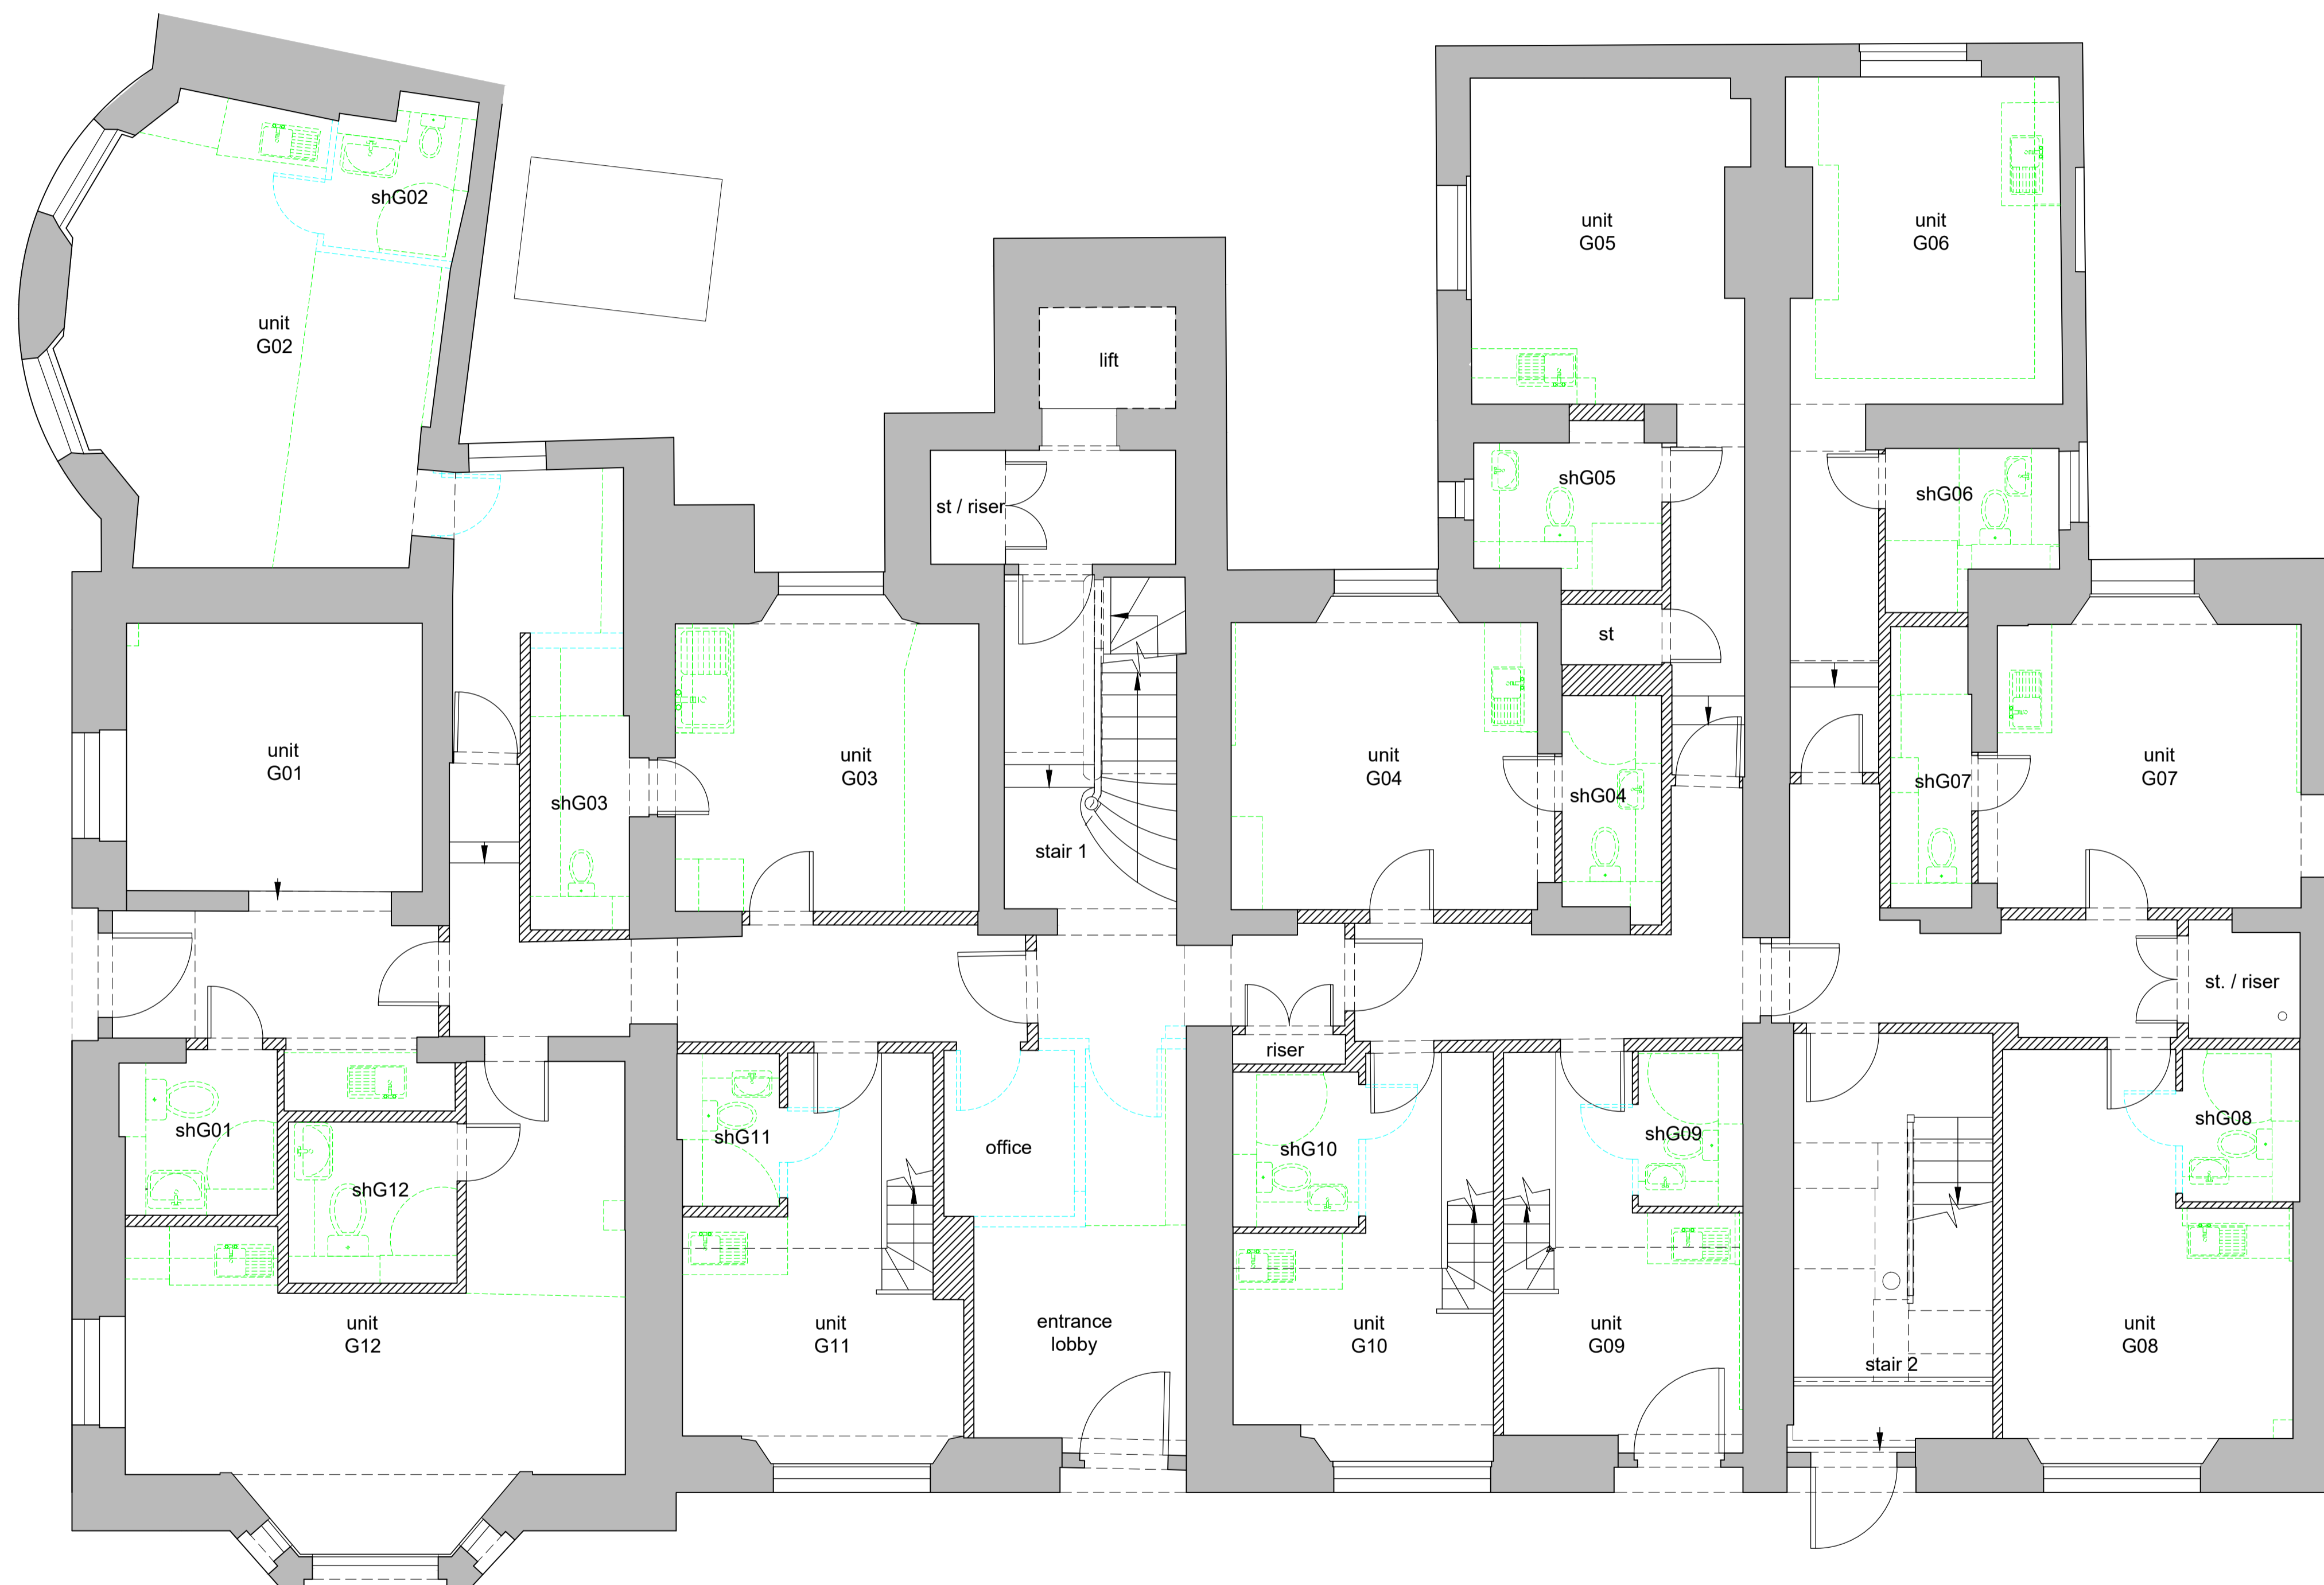 shG02
unit
G02
unit
G05
unit
G06
lift
shG05
shG06
st / riser
st
unit
G01
unit
G03
shG03
unit
G04
shG04
shG07
unit
G07
stair 1
st. / riser
riser
shG01
shG11
office
shG10
shG09
shG08
shG12
unit
G12
unit
G11
entrance
lobby
unit
G10
unit
G09
stair 2
unit
G08